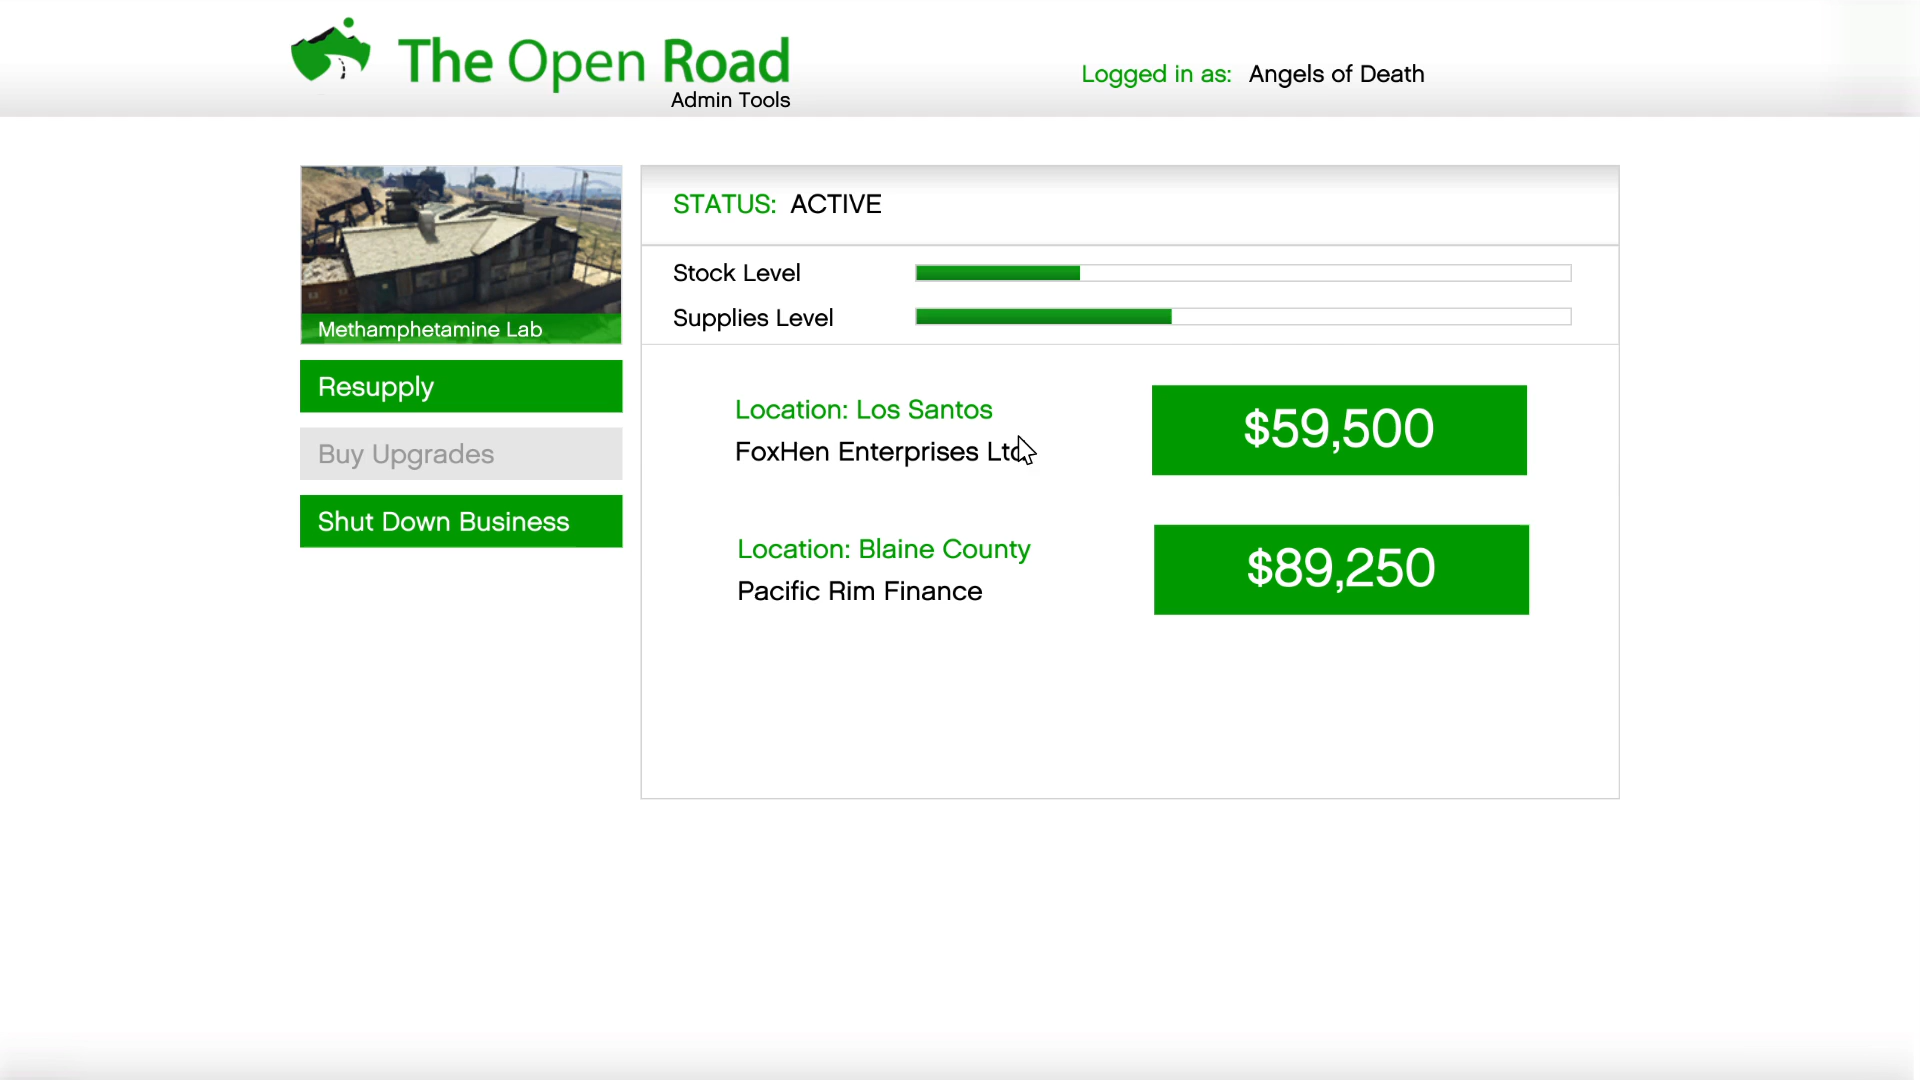 The Open Road
Admin Tools
Logged in as: Angels of Death
Methamphetamine Lab
Resupply
Buy Upgrades
Shut Down Business
STATUS: ACTIVE
Stock Level
Supplies Level
Location: Los Santos
FoxHen Enterprises Ltd
$59,500
Location: Blaine County
Pacific Rim Finance
$89,250